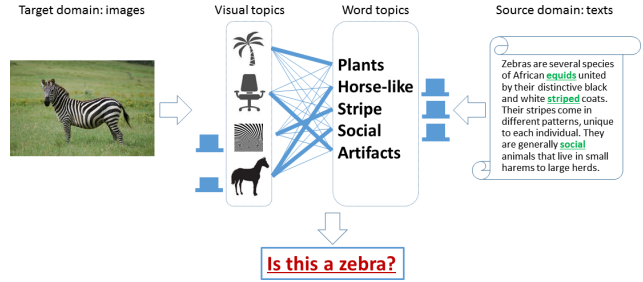 Target domain: images
Visual topics
Word topics
Source domain: texts
Plants
Horse-like
Stripe
Social
Artifacts
Zebras are several species
of African equids united
by their distinctive black
and white striped coats.
Their stripes come in
different patterns, unique
to each individual. They
are generally social
animals that live in small
harems to large herds.
Is this a zebra?